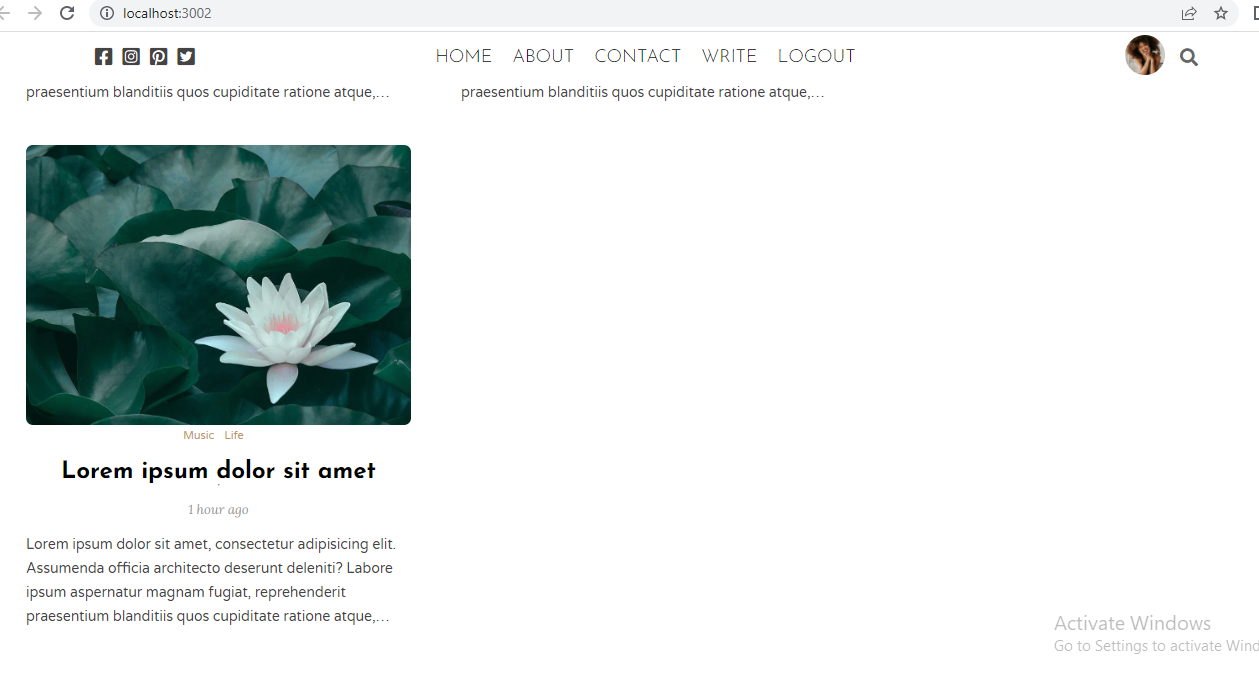 localhost:3002
HOME ABOUT CONTACT WRITE LOGOUT
praesentium blanditiis quos cupiditate ratione atque,...
praesentium blanditiis quos cupiditate ratione atque,...
Music Life
Lorem ipsum dolor sit amet
1 hour ago
Lorem ipsum dolor sit amet, consectetur adipisicing elit.
Assumenda officia architecto deserunt deleniti? Labore
ipsum aspernatur magnam fugiat, reprehenderit
praesentium blanditiis quos cupiditate ratione atque,...
Activate Windows
Go to Settings to activate Wind